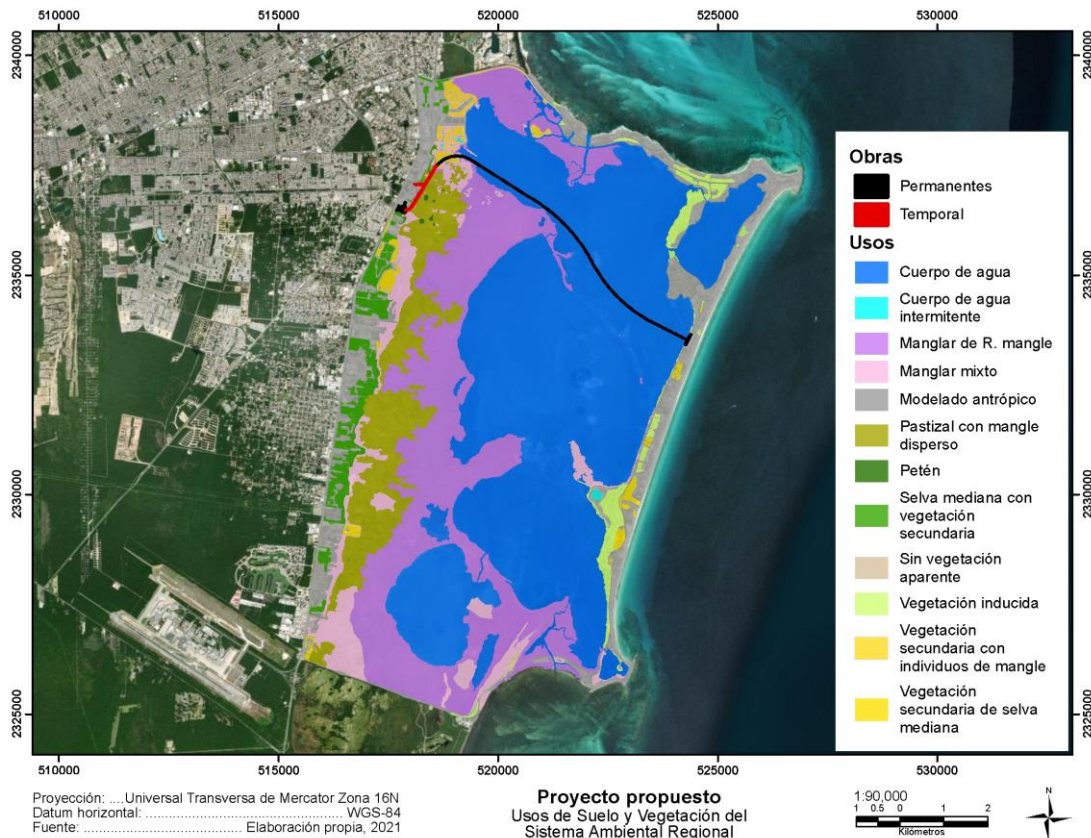 510000 515000 520000 525000 530000
2340000 2340000
2335000 2335000
2330000 2330000
2325000 2325000
510000 515000 520000 525000 530000
Obras
Permanentes
Temporal
Usos
Cuerpo de agua
Cuerpo de agua
intermitente
Manglar de R. mangle
Manglar mixto
Modelado antrópico
Pastizal con mangle
disperso
Petén
Selva mediana con
vegetación
secundaria
Sin vegetación
aparente
Vegetación inducida
Vegetación
secundaria con
individuos de mangle
Vegetación
secundaria de selva
mediana
Proyección: ....Universal Transversa de Mercator Zona 16N
Datum horizontal: ........................................ WGS-84
Fuente: ...................................... Elaboración propia, 2021
Proyecto propuesto
Usos de Suelo y Vegetación del
Sistema Ambiental Regional
1:90,000
1 0.5 0 1 2
Kilómetros
N